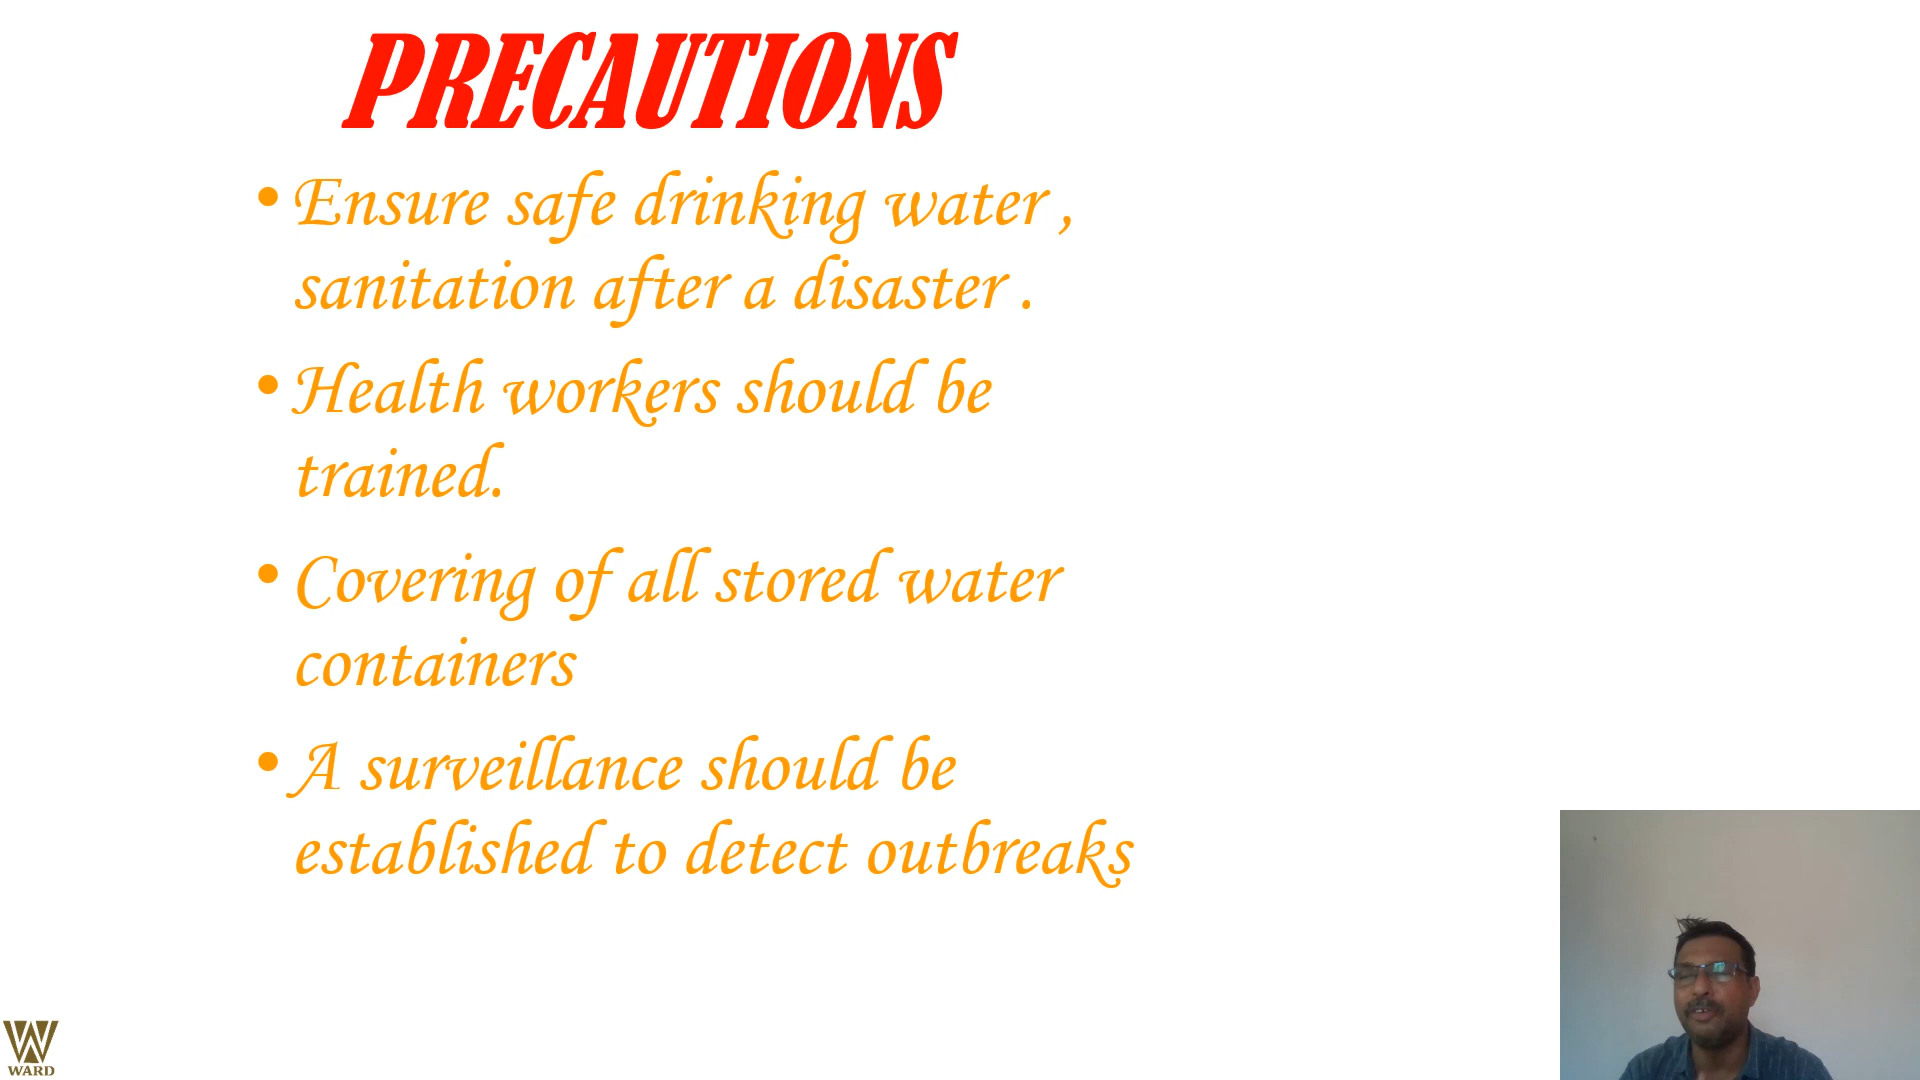 PRECAUTIONS
• Ensure safe drinking water ,
sanitation after a disaster .
• Health workers should be
trained.
• Covering of all stored water
containers
• A surveillance should be
established to detect outbreaks
WARD